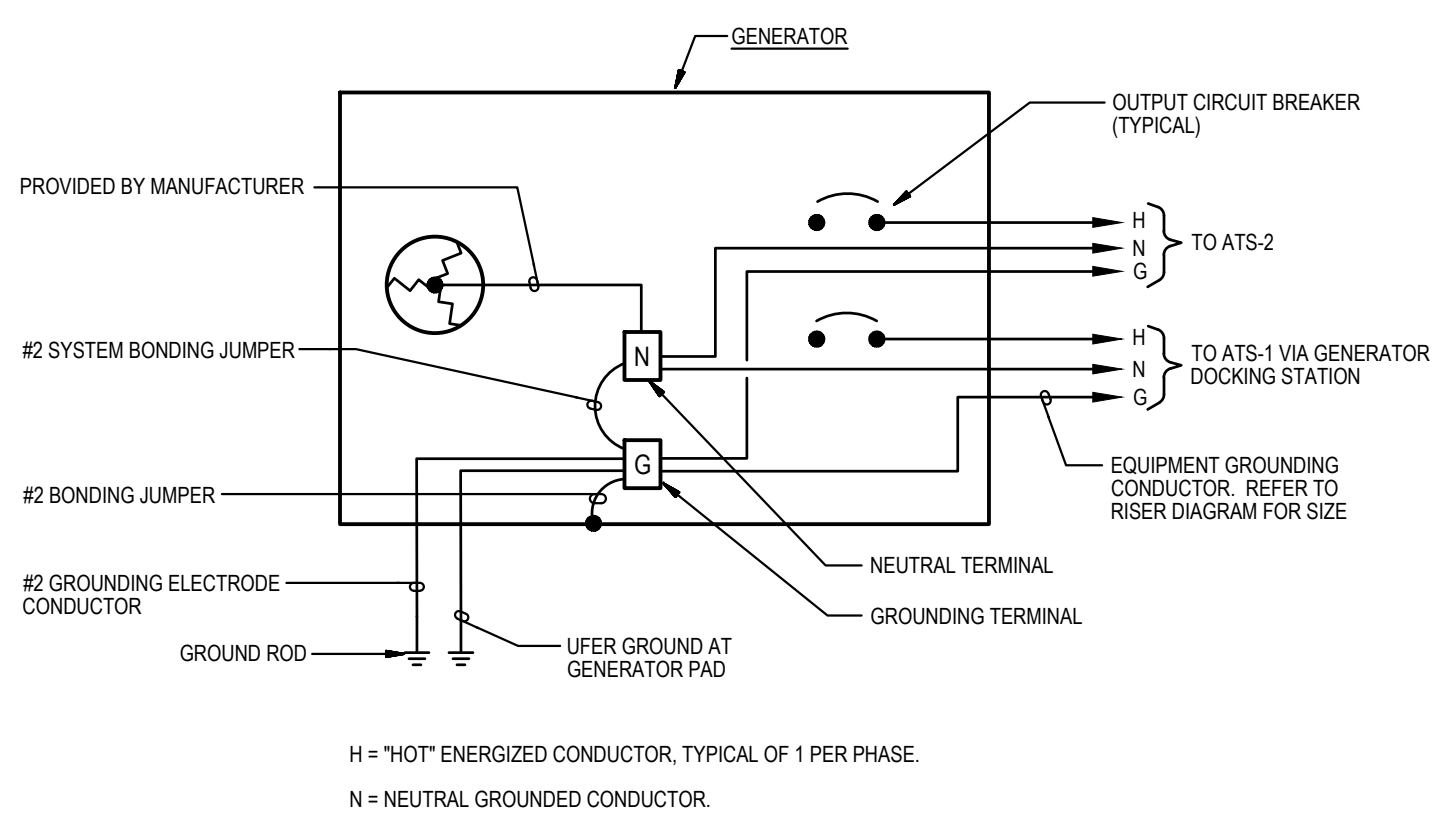 GENERATOR
OUTPUT CIRCUIT BREAKER
(TYPICAL)
PROVIDED BY MANUFACTURER
H
N
G
TO ATS-2
#2 SYSTEM BONDING JUMPER
N
H
N
G
TO ATS-1 VIA GENERATOR
DOCKING STATION
G
EQUIPMENT GROUNDING
CONDUCTOR. REFER TO
RISER DIAGRAM FOR SIZE
#2 BONDING JUMPER
NEUTRAL TERMINAL
#2 GROUNDING ELECTRODE
CONDUCTOR
GROUNDING TERMINAL
GROUND ROD
UFER GROUND AT
GENERATOR PAD
H = "HOT" ENERGIZED CONDUCTOR, TYPICAL OF 1 PER PHASE.
N = NEUTRAL GROUNDED CONDUCTOR.